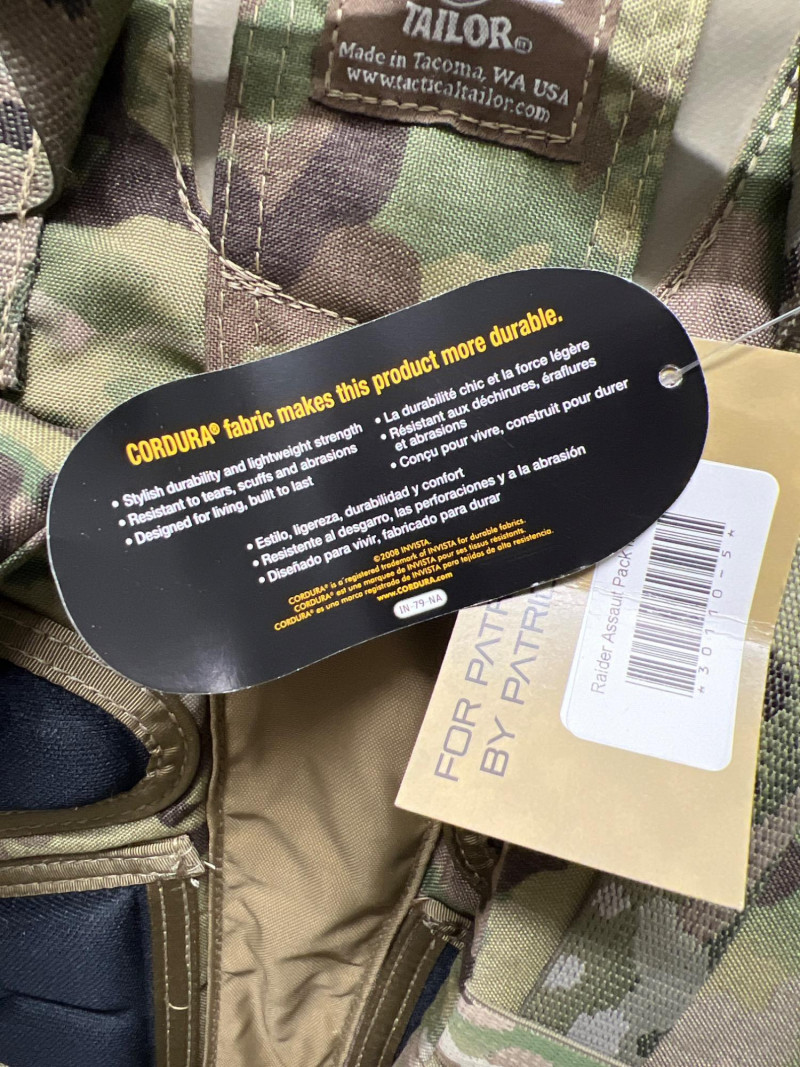 TAILOR®
Made in Tacoma, WA USA
www.tacticaltailor.com
CORDURA® fabric makes this product more durable.
• Stylish durability and lightweight strength
• Resistant to tears, scuffs and abrasions
• Designed for living, built to last
• La durabilité chic et la force légère
• Résistant aux déchirures, éraflures
et abrasions
• Conçu pour vivre, construit pour durer
• Estilo, ligereza, durabilidad y confort
• Resistente al desgarro, las perforaciones y a la abrasión
• Diseñado para vivir, fabricado para durar
©2008 INVISTA.
CORDURA® is a registered trademark of INVISTA for durable fabrics.
CORDURA® est une marque de INVISTA pour ses tissus résistants.
CORDURA® es una marca registrada de INVISTA para tejidos de alta resistencia.
www.CORDURA.com
IN-79-NA
FOR PATR
BY PATRI
Raider Assault Pack
*430110-54